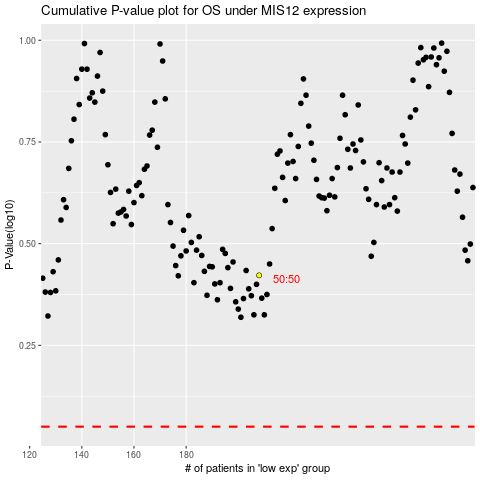 Cumulative P-value plot for OS under MIS12 expression
P-Value(log10)
1.00
0.75
0.50
0.25
50:50
120 140 160 180
# of patients in 'low exp' group